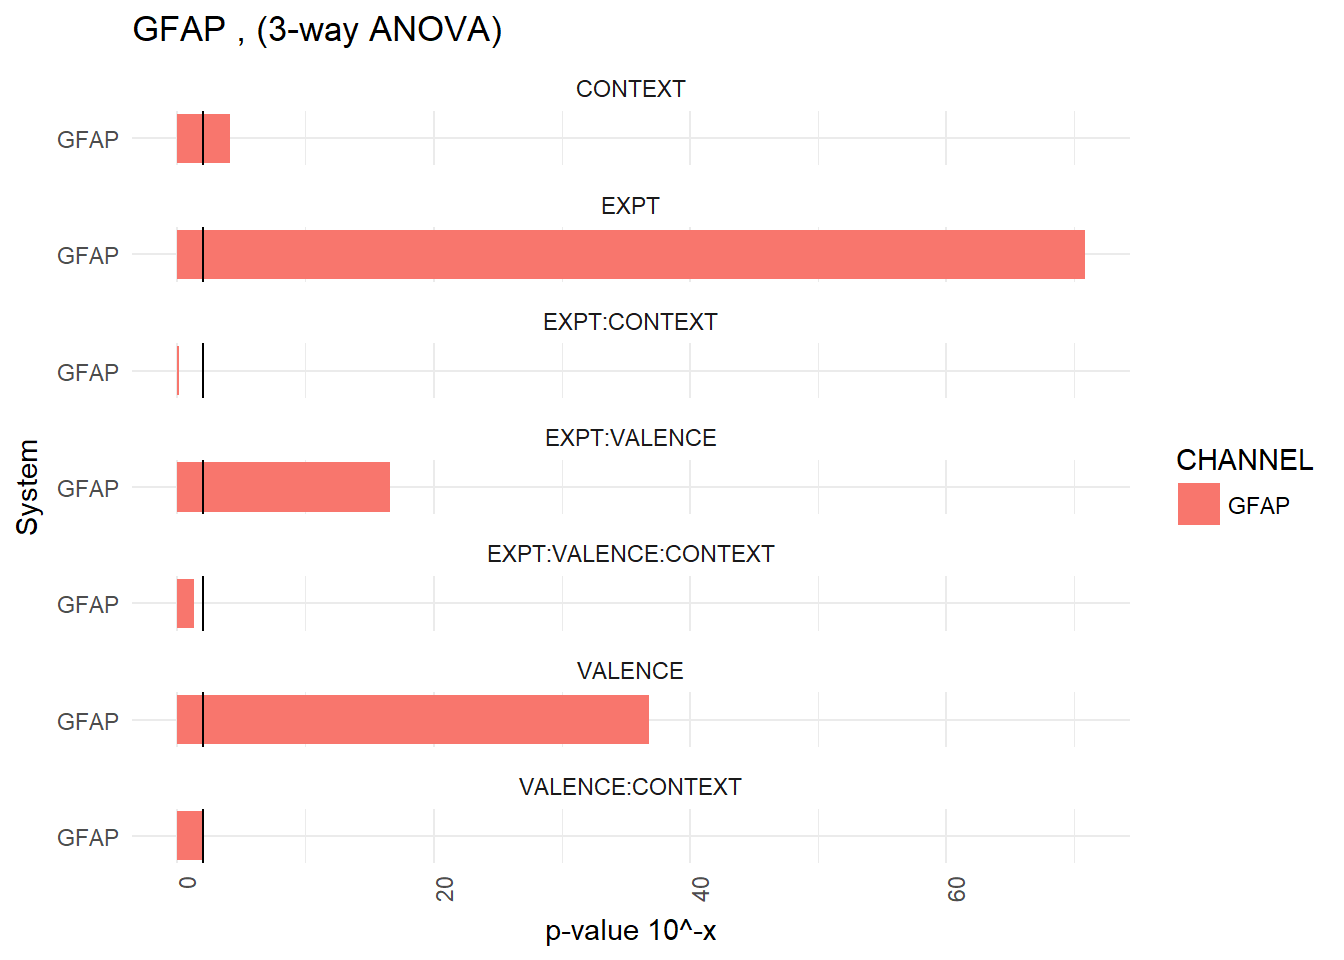 GFAP , (3-way ANOVA)
CONTEXT
GFAP
EXPT
GFAP
EXPT:CONTEXT
GFAP
EXPT:VALENCE
GFAP
EXPT:VALENCE:CONTEXT
GFAP
VALENCE
GFAP
VALENCE:CONTEXT
GFAP
0
20
40
60
p-value 10^-x
System
CHANNEL
GFAP